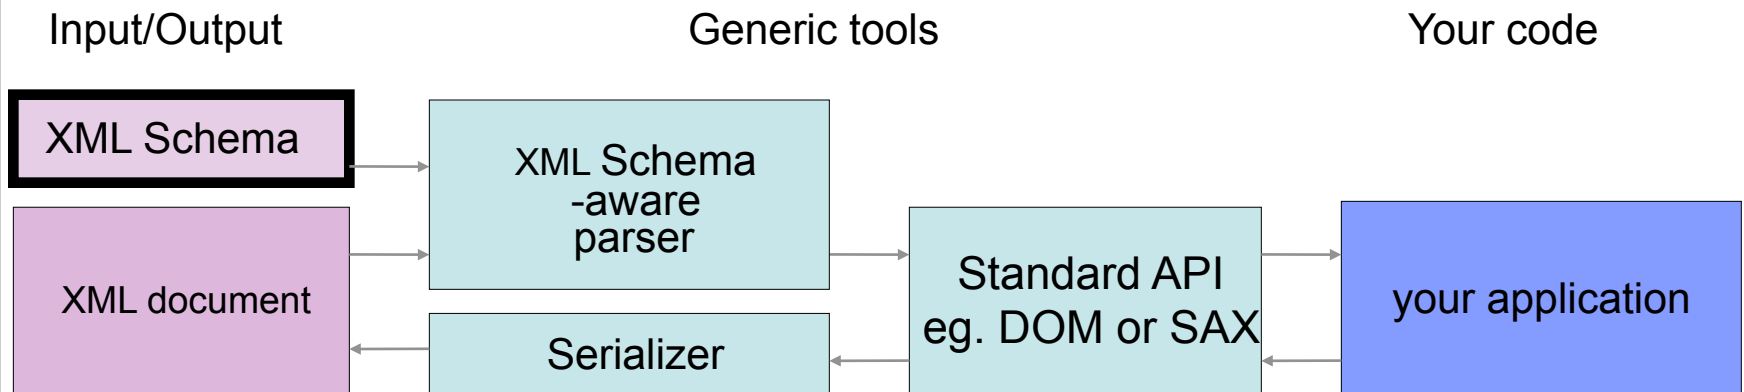 Input/Output
Generic tools
Your code
XML Schema
XML Schema
-aware
parser
XML document
Standard API
eg. DOM or SAX
your application
Serializer